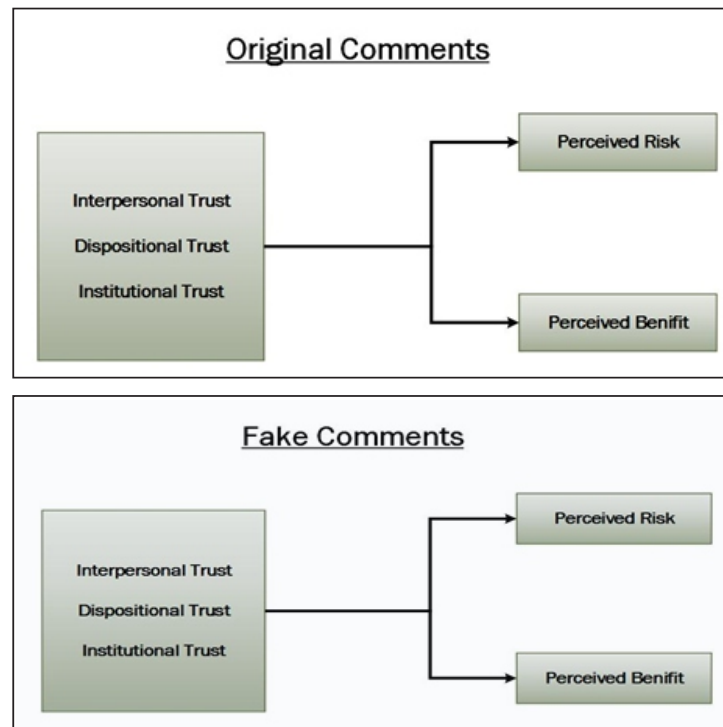 Original Comments
Interpersonal Trust
Dispositional Trust
Institutional Trust
Perceived Risk
Perceived Benifit
Fake Comments
Interpersonal Trust
Dispositional Trust
Institutional Trust
Perceived Risk
Perceived Benifit